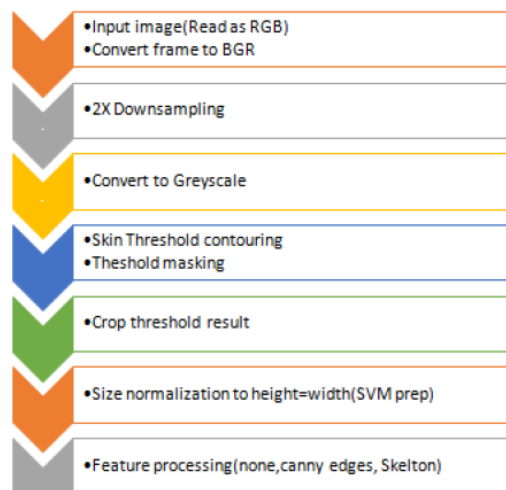 •Input image(Read as RGB)
•Convert frame to BGR
•2X Downsampling
•Convert to Greyscale
•Skin Threshold contouring
•Theshold masking
•Crop threshold result
•Size normalization to height=width(SVM prep)
•Feature processing(none,canny edges, Skelton)